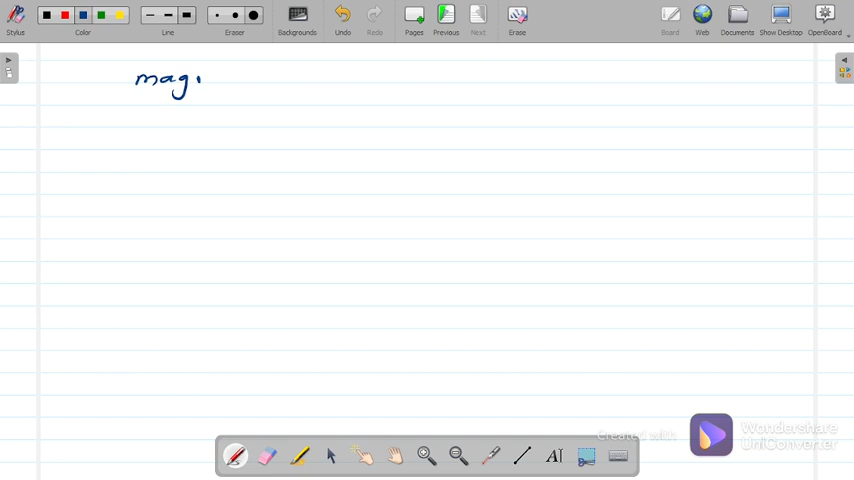 Stylus
Color
Line
Eraser
Backgrounds
Undo
Redo
Pages
Previous
Next
Erase
Board
Web
Documents
Show Desktop
OpenBoard
mag
Created with
Wondershare
UniConverter